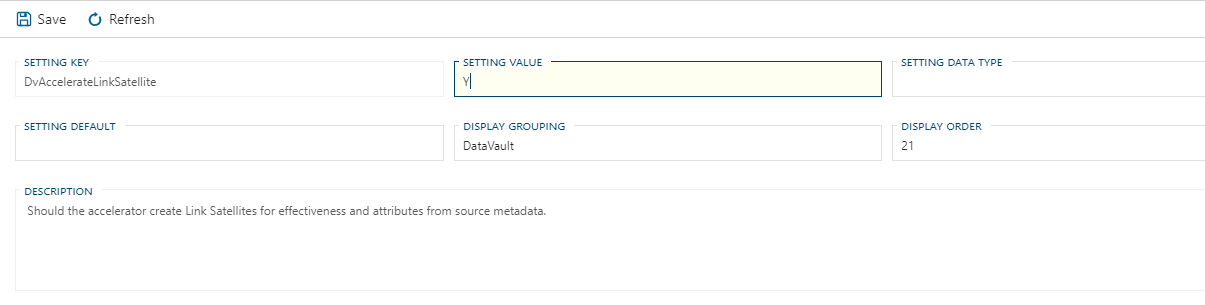 Save Refresh
SETTING KEY SETTING VALUE SETTING DATA TYPE
DvAccelerateLinkSatellite Y
SETTING DEFAULT DISPLAY GROUPING DISPLAY ORDER
DataVault 21
DESCRIPTION
Should the accelerator create Link Satellites for effectiveness and attributes from source metadata.